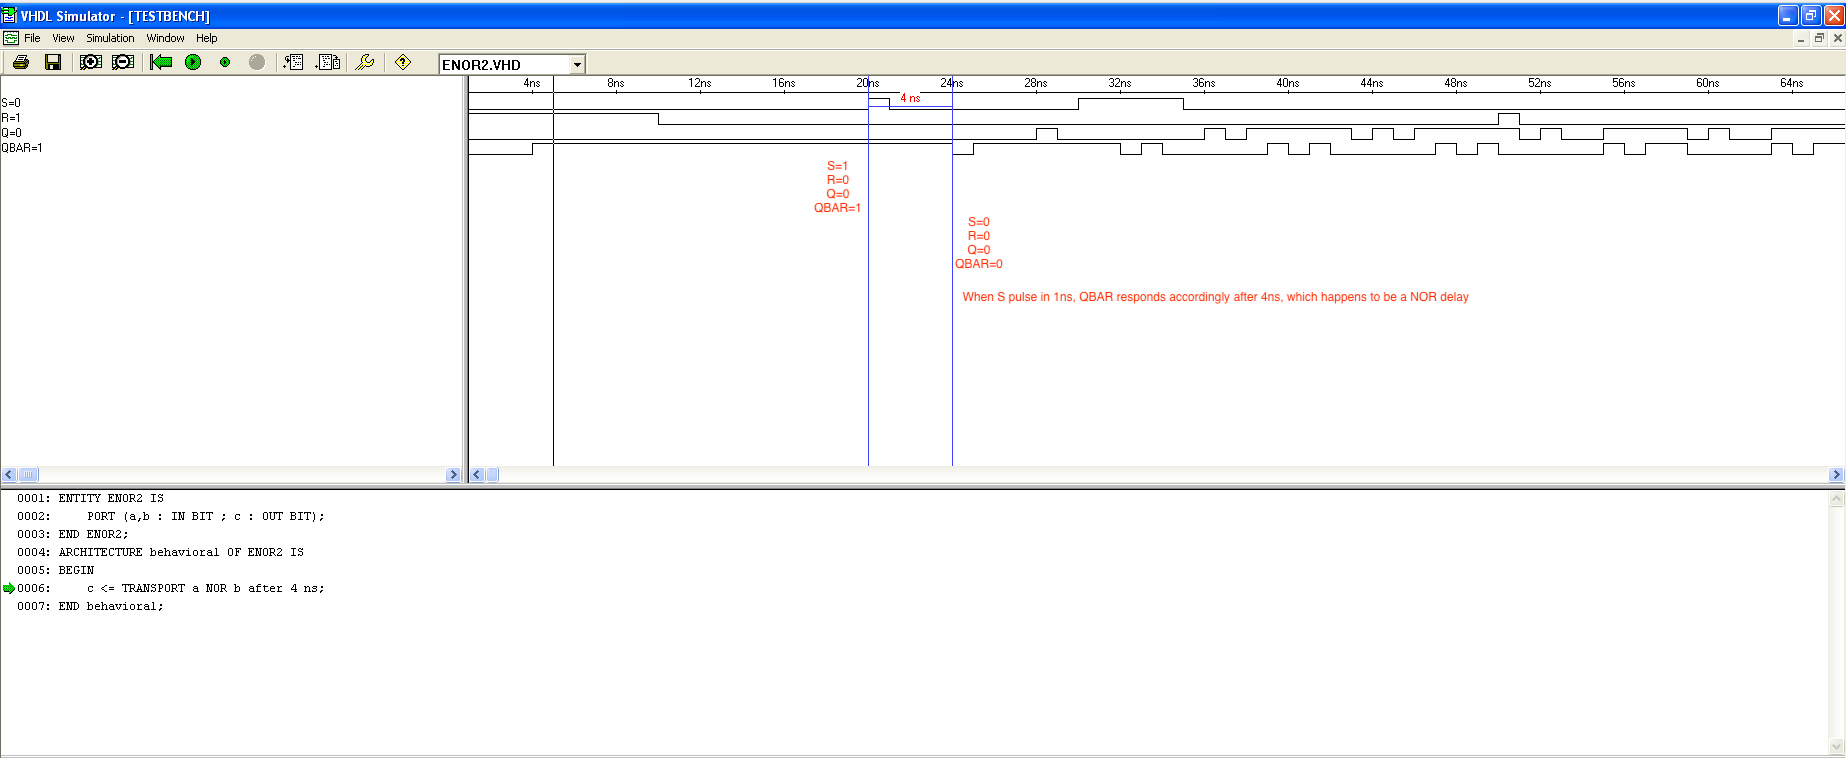 VHDL Simulator - [TESTBENCH]
File View Simulation Window Help
ENOR2.VHD
4ns 8ns 12ns 16ns 20ns 24ns 28ns 32ns 36ns 40ns 44ns 48ns 52ns 56ns 60ns 64ns
4 ns
S=0
R=1
Q=0
QBAR=1
S=1
R=0
Q=0
QBAR=1
S=0
R=0
Q=0
QBAR=0
When S pulse in 1ns, QBAR responds accordingly after 4ns, which happens to be a NOR delay
0001: ENTITY ENOR2 IS
0002: PORT (a,b : IN BIT ; c : OUT BIT);
0003: END ENOR2;
0004: ARCHITECTURE behavioral OF ENOR2 IS
0005: BEGIN
0006: c <= TRANSPORT a NOR b after 4 ns;
0007: END behavioral;